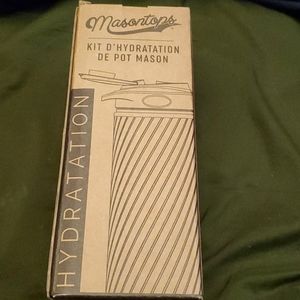 Masontops
KIT D'HYDRATATION
DE POT MASON
HYDRATATION